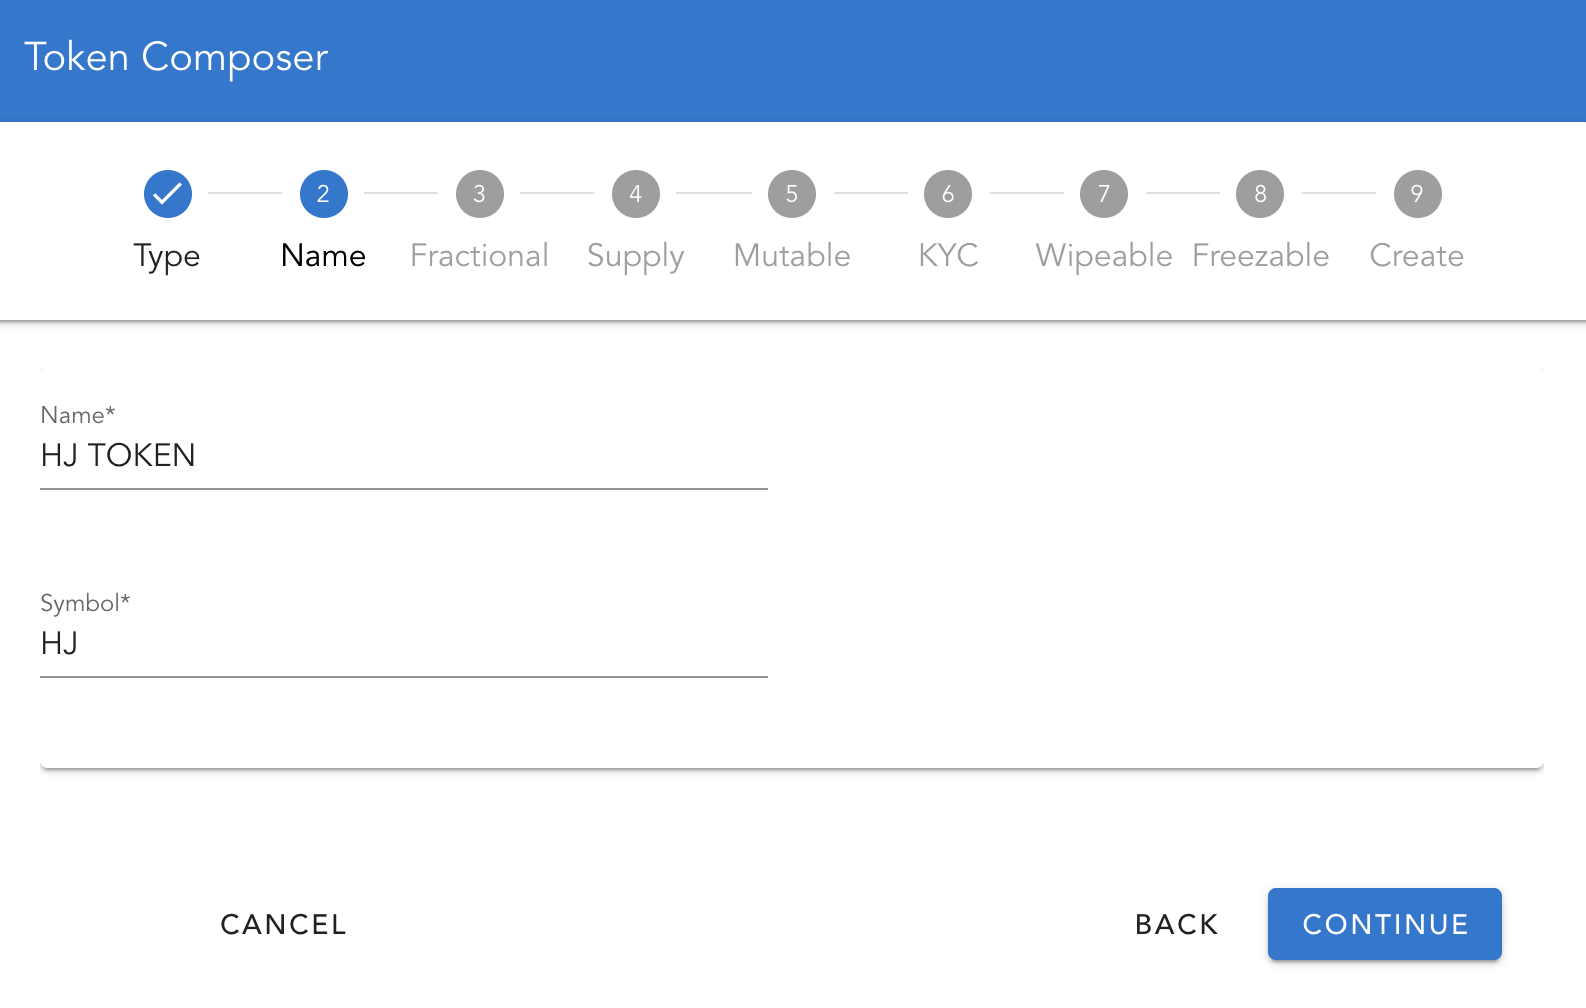 Token Composer
2 3 4 5 6 7 8 9
Type Name Fractional Supply Mutable KYC Wipeable Freezable Create
Name*
HJ TOKEN
Symbol*
HJ
CANCEL BACK CONTINUE